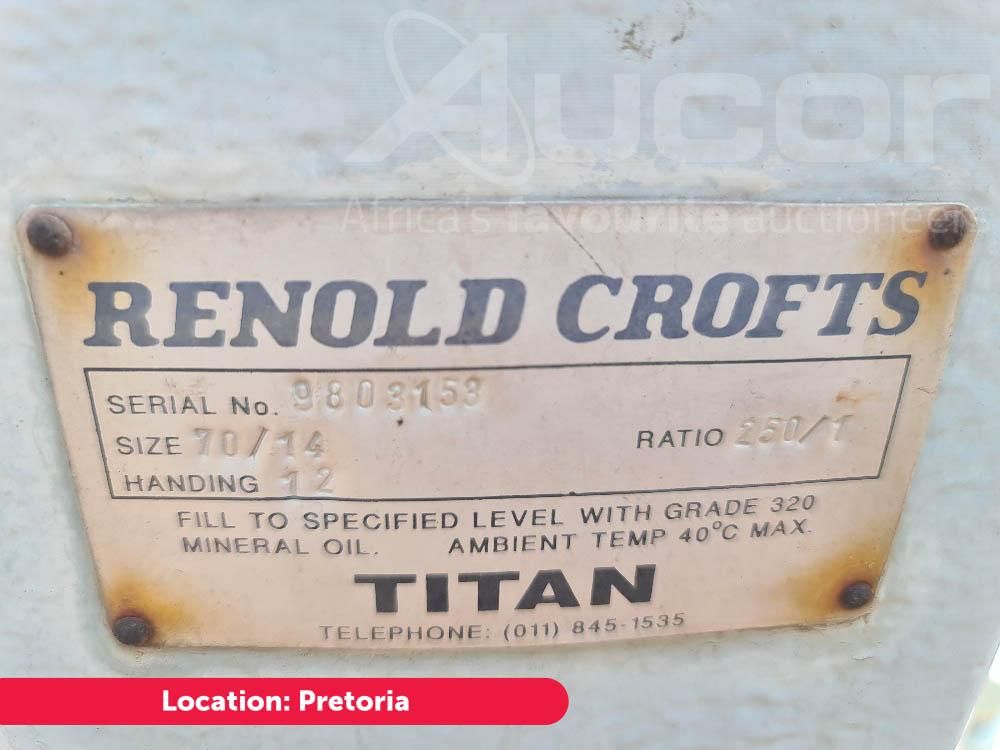 Aucor
Africa's favourite auctioneers
RENOLD CROFTS
SERIAL No. 9803153
SIZE 70/14 RATIO 250/1
HANDING 12
FILL TO SPECIFIED LEVEL WITH GRADE 320
MINERAL OIL. AMBIENT TEMP 40°C MAX.
TITAN
TELEPHONE: (011) 845-1535
Location: Pretoria